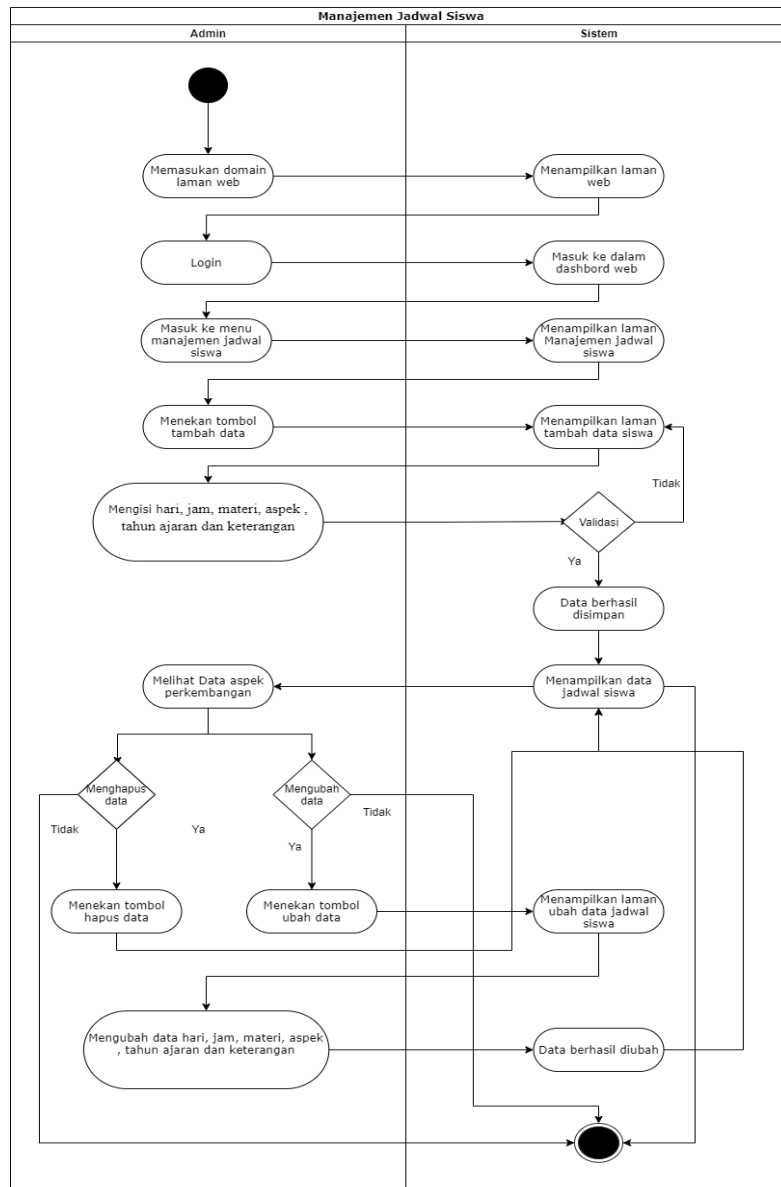 Manajemen Jadwal Siswa
Admin
Sistem
Memasukan domain
laman web
Menampilkan laman
web
Login
Masuk ke dalam
dashbord web
Masuk ke menu
manajemen jadwal
siswa
Menampilkan laman
Manajemen jadwal
siswa
Menekan tombol
tambah data
Menampilkan laman
tambah data siswa
Tidak
Mengisi hari, jam, materi, aspek ,
tahun ajaran dan keterangan
Validasi
Ya
Data berhasil
disimpan
Melihat Data aspek
perkembangan
Menampilkan data
jadwal siswa
Menghapus
data
Mengubah
data
Tidak
Tidak
Ya
Ya
Menekan tombol
hapus data
Menekan tombol
ubah data
Menampilkan laman
ubah data jadwal
siswa
Mengubah data hari, jam, materi, aspek
, tahun ajaran dan keterangan
Data berhasil diubah